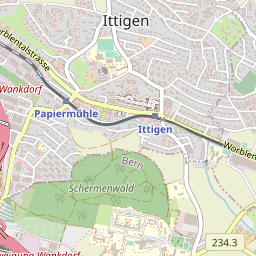 Ittigen
Worblentalstrasse
Wankdorf
Papiermühle
Ittigen
Bern
Schermenwald
234.3